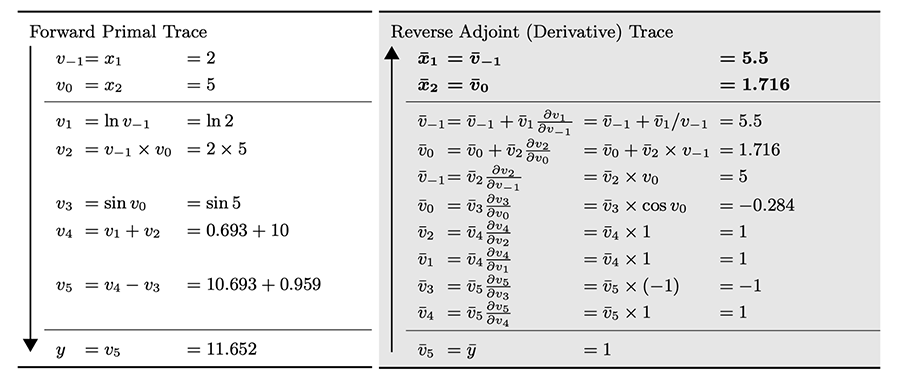 Forward Primal Trace
v₋₁= x₁ = 2
v₀ = x₂ = 5
v₁ = ln v₋₁ = ln 2
v₂ = v₋₁ × v₀ = 2 × 5
v₃ = sin v₀ = sin 5
v₄ = v₁ + v₂ = 0.693 + 10
v₅ = v₄ − v₃ = 10.693 + 0.959
y = v₅ = 11.652
Reverse Adjoint (Derivative) Trace
x̄₁ = v̄₋₁ = 5.5
x̄₂ = v̄₀ = 1.716
v̄₋₁= v̄₋₁ + v̄₁ ∂v₁/∂v₋₁ = v̄₋₁ + v̄₁/v₋₁ = 5.5
v̄₀ = v̄₀ + v̄₂ ∂v₂/∂v₀ = v̄₀ + v̄₂ × v₋₁ = 1.716
v̄₋₁= v̄₂ ∂v₂/∂v₋₁ = v̄₂ × v₀ = 5
v̄₀ = v̄₃ ∂v₃/∂v₀ = v̄₃ × cos v₀ = −0.284
v̄₂ = v̄₄ ∂v₄/∂v₂ = v̄₄ × 1 = 1
v̄₁ = v̄₄ ∂v₄/∂v₁ = v̄₄ × 1 = 1
v̄₃ = v̄₅ ∂v₅/∂v₃ = v̄₅ × (−1) = −1
v̄₄ = v̄₅ ∂v₅/∂v₄ = v̄₅ × 1 = 1
v̄₅ = ȳ = 1